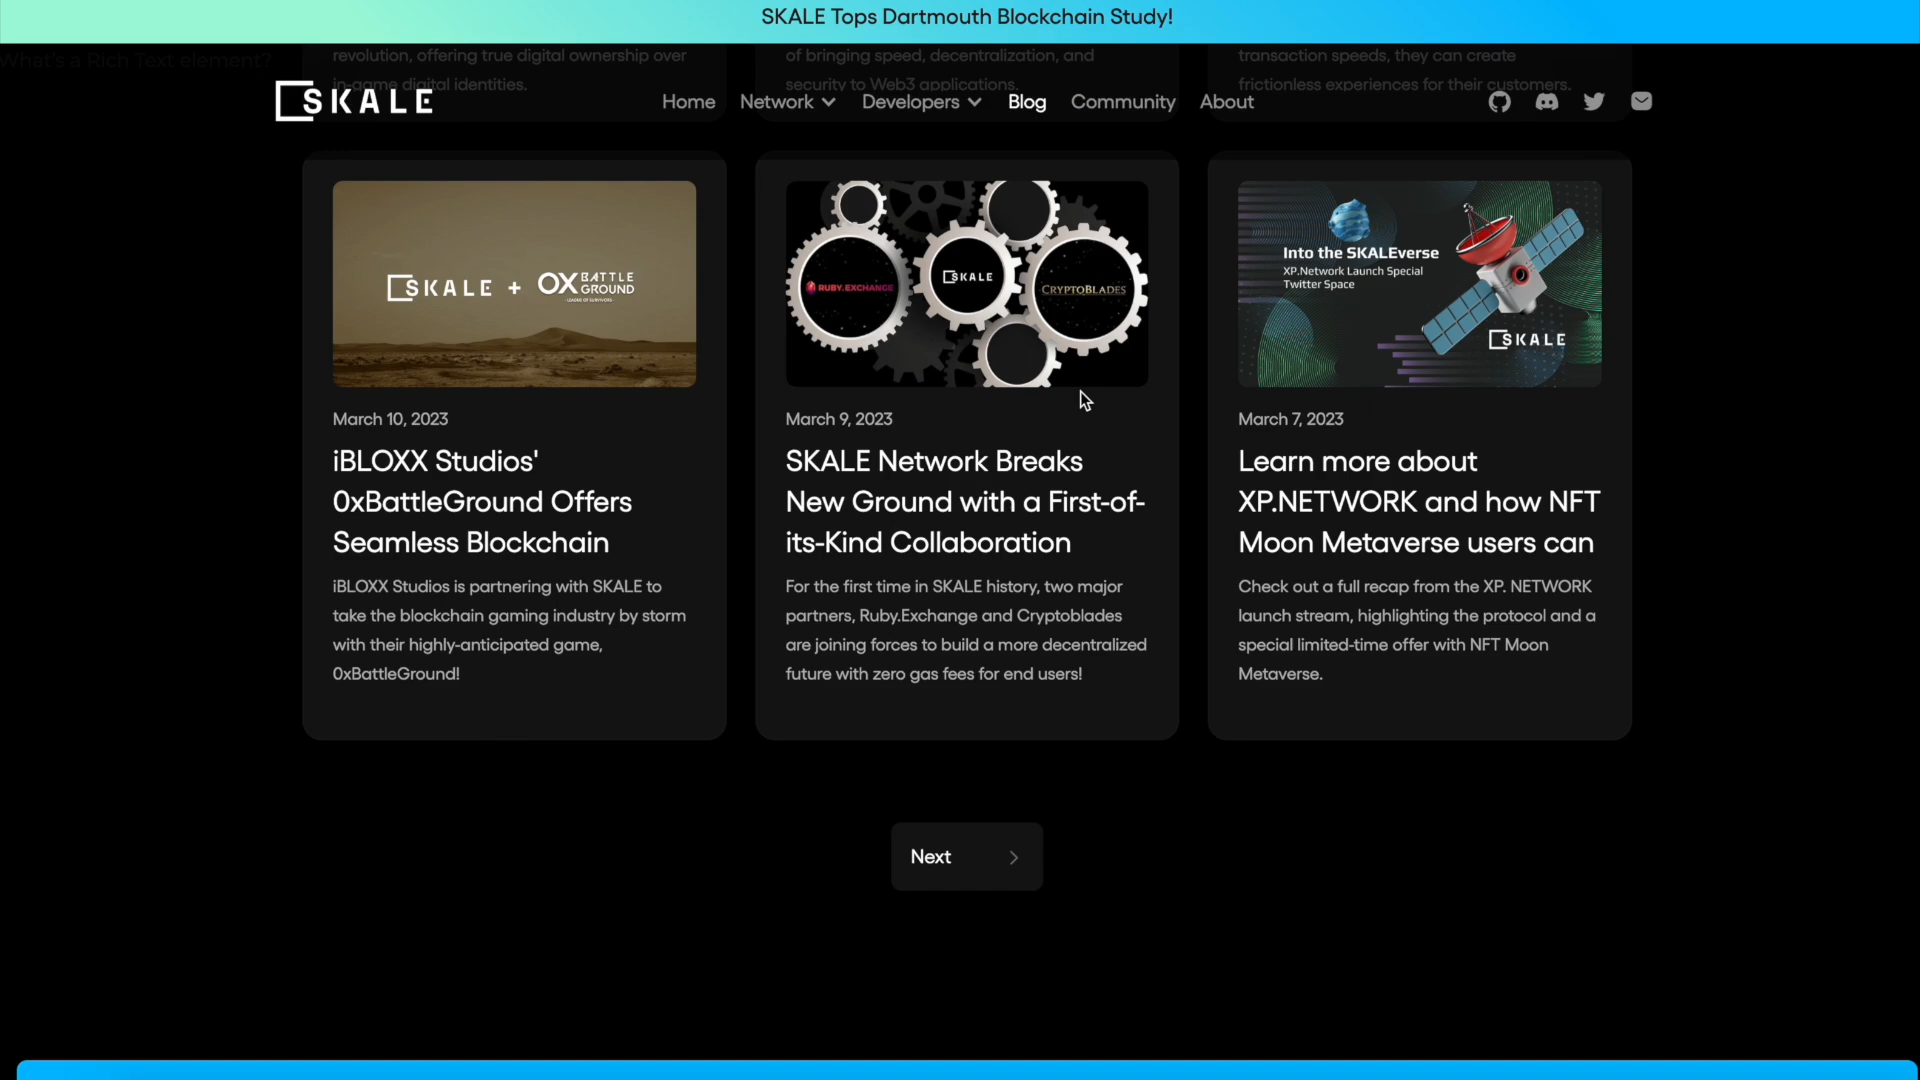 SKALE Tops Dartmouth Blockchain Study!
What's a Rich Text element?
revolution, offering true digital ownership over
in-game digital identities.
of bringing speed, decentralization, and
security to Web3 applications.
transaction speeds, they can create
frictionless experiences for their customers.
SKALE
Home
Network
Developers
Blog
Community
About
SKALE + OX BATTLE GROUND
LEAGUE OF SURVIVORS
March 10, 2023
iBLOXX Studios'
0xBattleGround Offers
Seamless Blockchain
iBLOXX Studios is partnering with SKALE to
take the blockchain gaming industry by storm
with their highly-anticipated game,
0xBattleGround!
RUBY.EXCHANGE
SKALE
CRYPTOBLADES
March 9, 2023
SKALE Network Breaks
New Ground with a First-of-
its-Kind Collaboration
For the first time in SKALE history, two major
partners, Ruby.Exchange and Cryptoblades
are joining forces to build a more decentralized
future with zero gas fees for end users!
Into the SKALEverse
XP.Network Launch Special
Twitter Space
SKALE
March 7, 2023
Learn more about
XP.NETWORK and how NFT
Moon Metaverse users can
Check out a full recap from the XP. NETWORK
launch stream, highlighting the protocol and a
special limited-time offer with NFT Moon
Metaverse.
Next